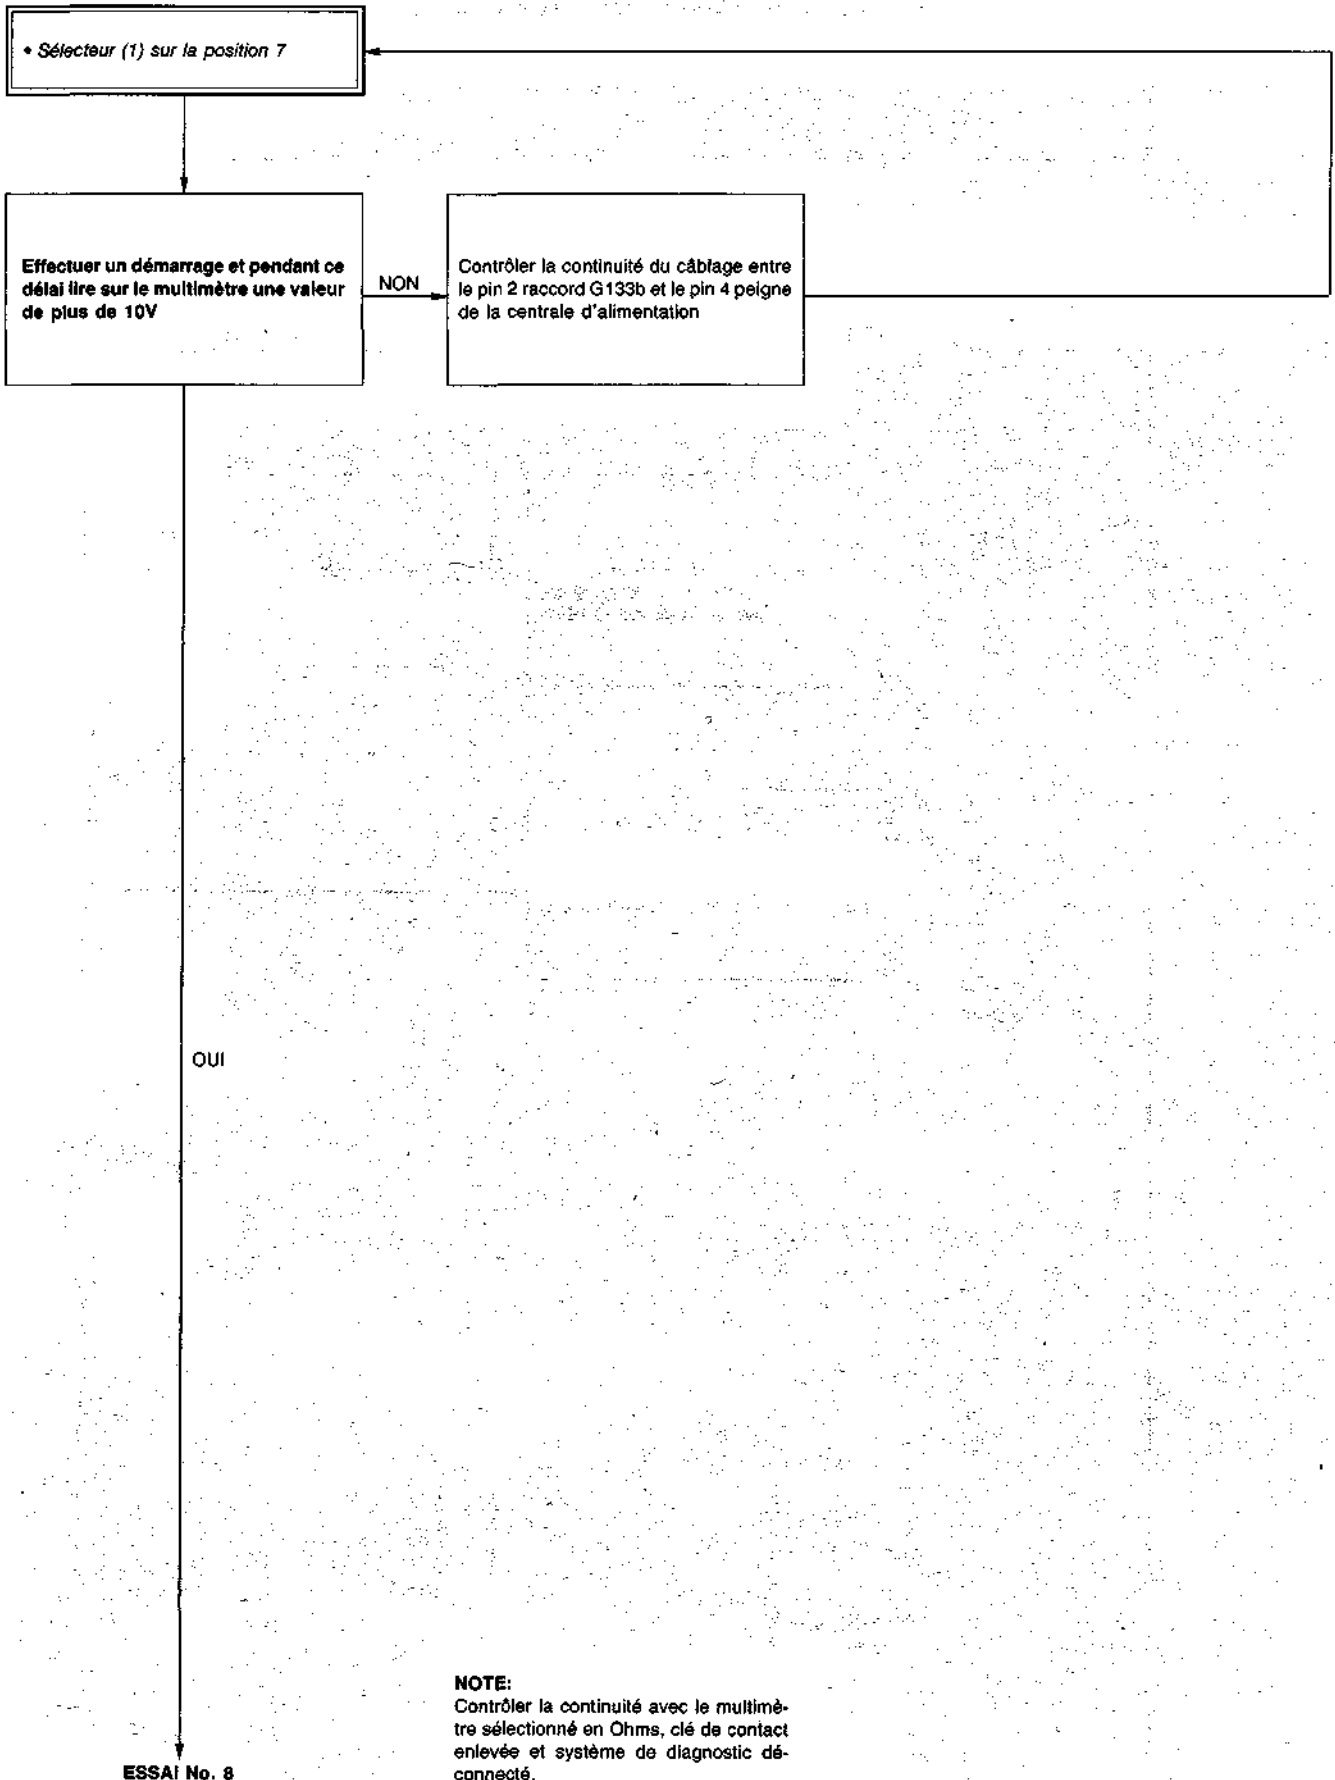 • Sélecteur (1) sur la position 7
Effectuer un démarrage et pendant ce
délai lire sur le multimètre une valeur
de plus de 10V
NON
Contrôler la continuité du câblage entre
le pin 2 raccord G133b et le pin 4 peigne
de la centrale d'alimentation
OUI
NOTE:
Contrôler la continuité avec le multimè-
tre sélectionné en Ohms, clé de contact
enlevée et système de diagnostic dé-
connecté.
ESSAI No. 8